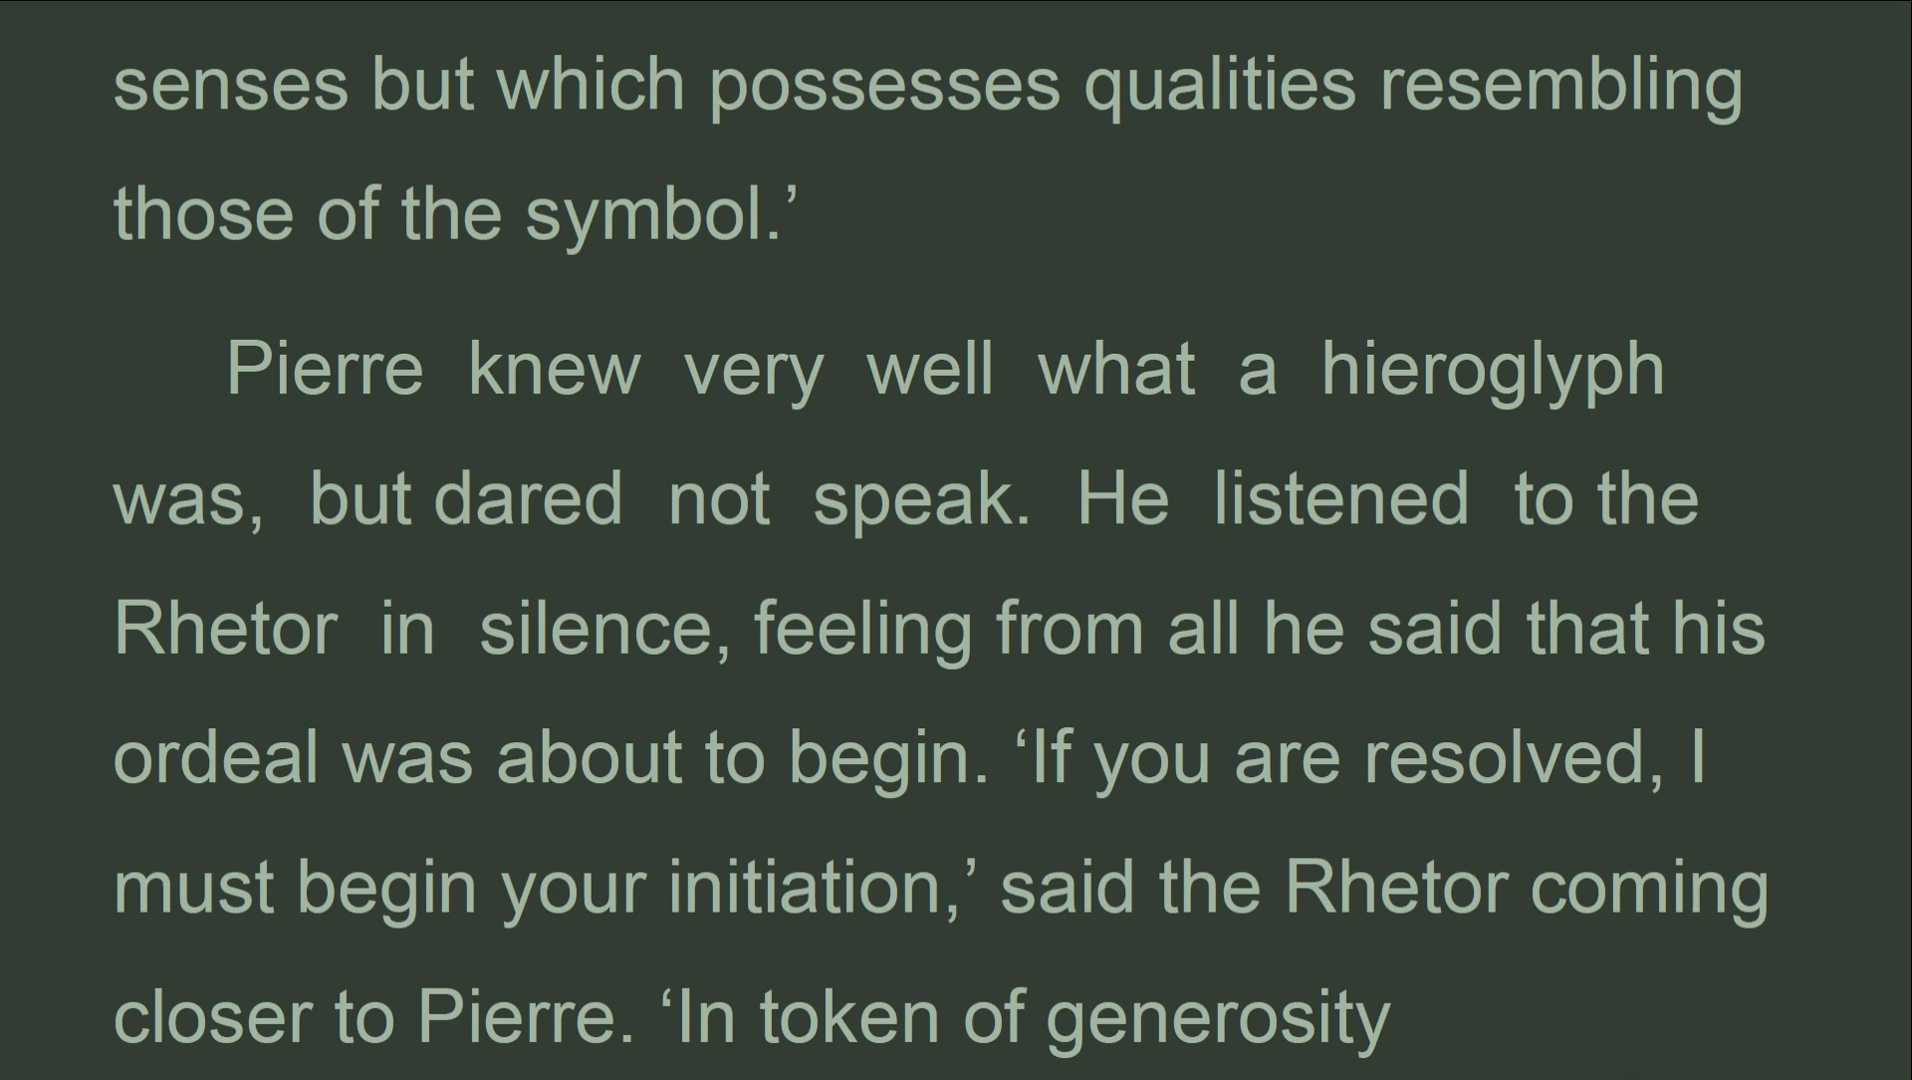 senses but which possesses qualities resembling
those of the symbol.’
Pierre knew very well what a hieroglyph
was, but dared not speak. He listened to the
Rhetor in silence, feeling from all he said that his
ordeal was about to begin. ‘If you are resolved, I
must begin your initiation,’ said the Rhetor coming
closer to Pierre. ‘In token of generosity